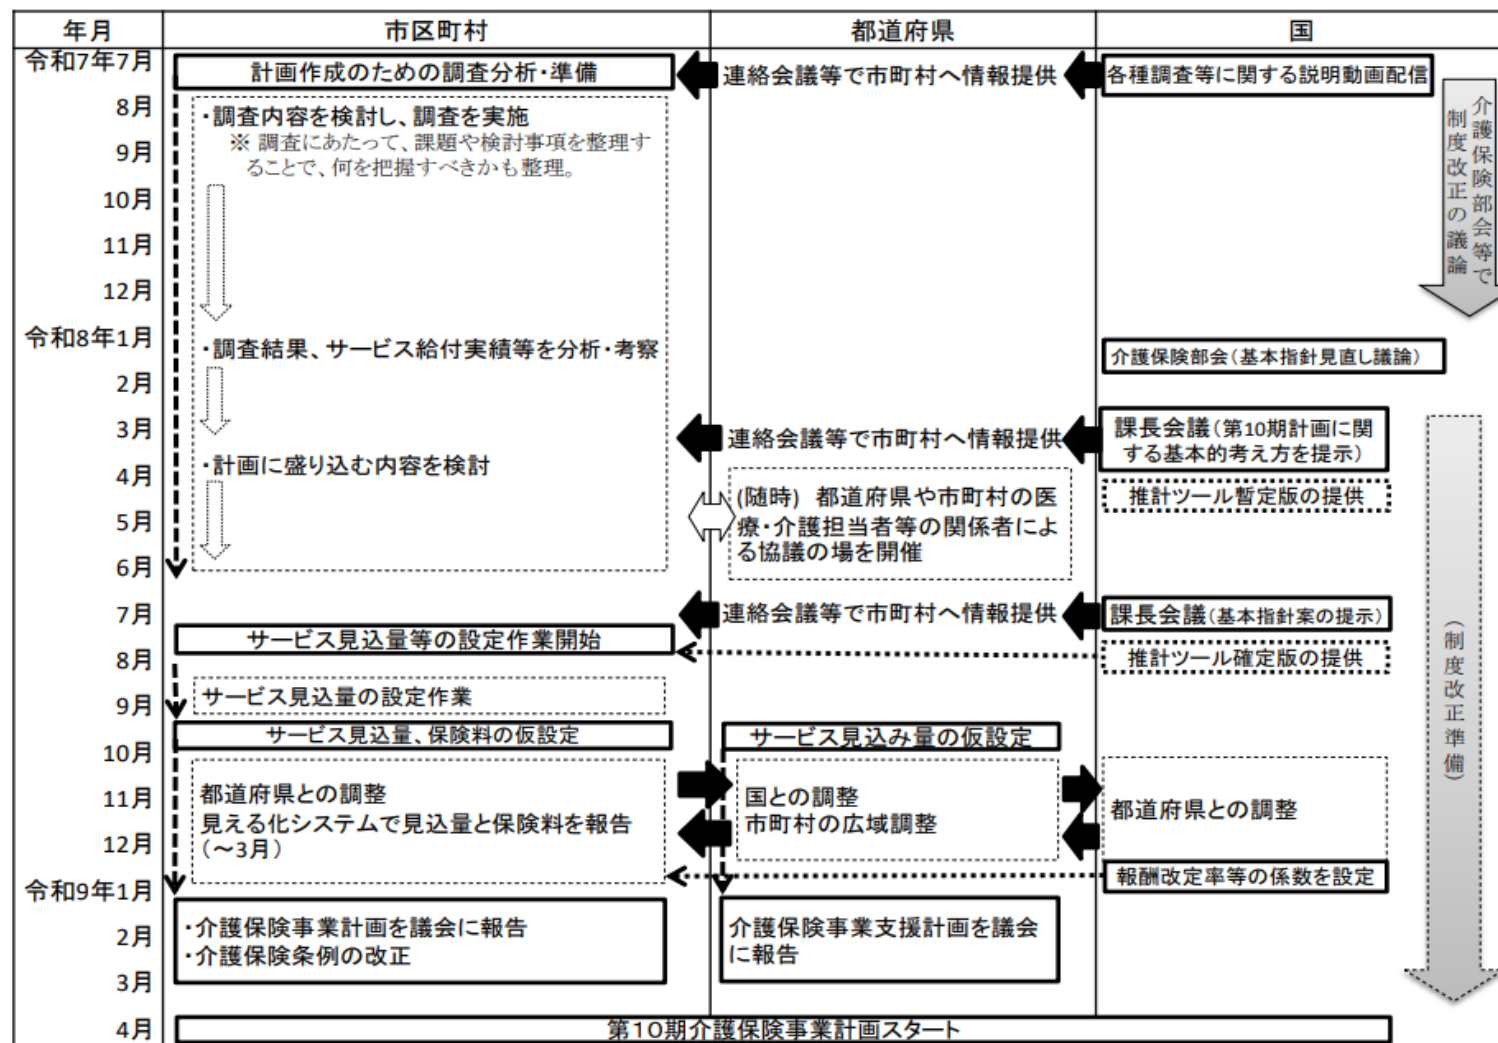 年月
市区町村
都道府県
国
令和7年7月
8月
9月
10月
11月
12月
令和8年1月
2月
3月
4月
5月
6月
7月
8月
9月
10月
11月
12月
令和9年1月
2月
3月
4月
計画作成のための調査分析・準備
・調査内容を検討し、調査を実施
※ 調査にあたって、課題や検討事項を整理す
ることで、何を把握すべきかも整理。
・調査結果、サービス給付実績等を分析・考察
・計画に盛り込む内容を検討
サービス見込量等の設定作業開始
サービス見込量の設定作業
サービス見込量、保険料の仮設定
都道府県との調整
見える化システムで見込量と保険料を報告
(～3月)
・介護保険事業計画を議会に報告
・介護保険条例の改正
連絡会議等で市町村へ情報提供
連絡会議等で市町村へ情報提供
(随時) 都道府県や市町村の医
療・介護担当者等の関係者によ
る協議の場を開催
連絡会議等で市町村へ情報提供
サービス見込み量の仮設定
国との調整
市町村の広域調整
介護保険事業支援計画を議会
に報告
各種調査等に関する説明動画配信
介護保険部会(基本指針見直し議論)
課長会議(第10期計画に関
する基本的考え方を提示)
推計ツール暫定版の提供
課長会議(基本指針案の提示)
推計ツール確定版の提供
都道府県との調整
報酬改定率等の係数を設定
介護保険部会等で
制度改正の議論
(制度改正準備)
第10期介護保険事業計画スタート